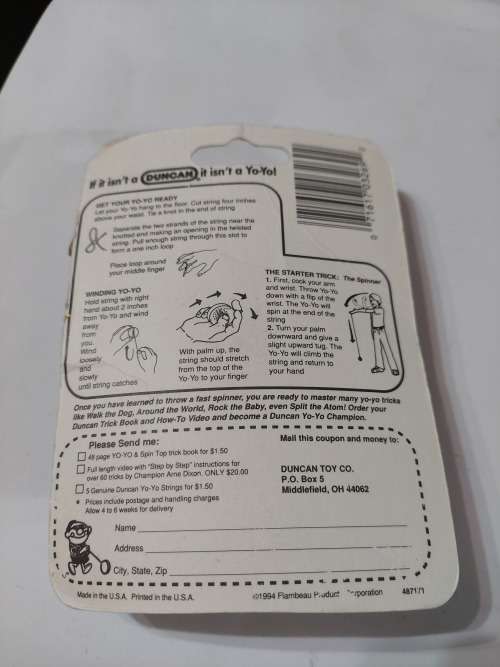 If it isn't a DUNCAN it isn't a Yo-Yo!
GET YOUR YO-YO READY
Let your Yo-Yo hang to the floor. Cut string four inches
above your waist. Tie a knot in the end of string
Separate the two strands of the string near the
knotted end making an opening in the twisted
string. Pull enough string through this slot to
form a one inch loop
Place loop around
your middle finger
WINDING YO-YO
Hold string with right
hand about 2 inches
from Yo-Yo and wind
away
from
you.
Wind
loosely
and
slowly
until string catches
With palm up, the
string should stretch
from the top of the
Yo-Yo to your finger
THE STARTER TRICK: The Spinner
1. First, cock your arm
and wrist. Throw Yo-Yo
down with a flip of the
wrist. The Yo-Yo will
spin at the end of the
string
2. Turn your palm
downward and give a
slight upward tug. The
Yo-Yo will climb the
string and return to
your hand
Once you have learned to throw a fast spinner, you are ready to master many yo-yo tricks
like Walk the Dog, Around the World, Rock the Baby, even Split the Atom! Order your
Duncan Trick Book and How-To Video and become a Duncan Yo-Yo Champion.
Please Send me:
48 page YO-YO & Spin Top trick book for $1.50
Full length video with "Step by Step" instructions for
over 60 tricks by Champion Arne Dixon. ONLY $20.00
5 Genuine Duncan Yo-Yo Strings for $1.50
* Prices include postage and handling charges
Allow 4 to 6 weeks for delivery
Mail this coupon and money to:
DUNCAN TOY CO.
P.O. Box 5
Middlefield, OH 44062
Name
Address
City, State, Zip
Made in the U.S.A. Printed in the U.S.A.
©1994 Flambeau